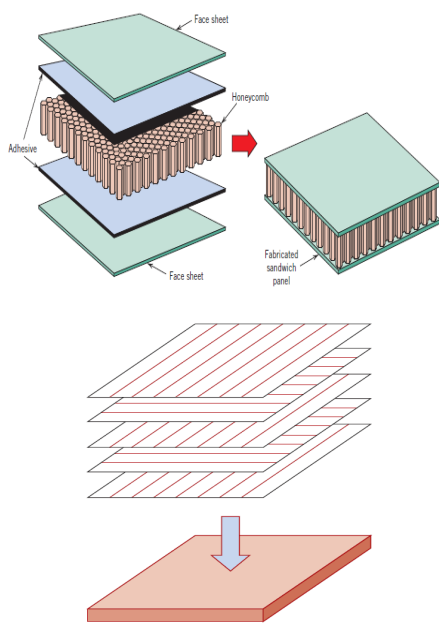 Face sheet
Honeycomb
Adhesive
Face sheet
Fabricated
sandwich
panel